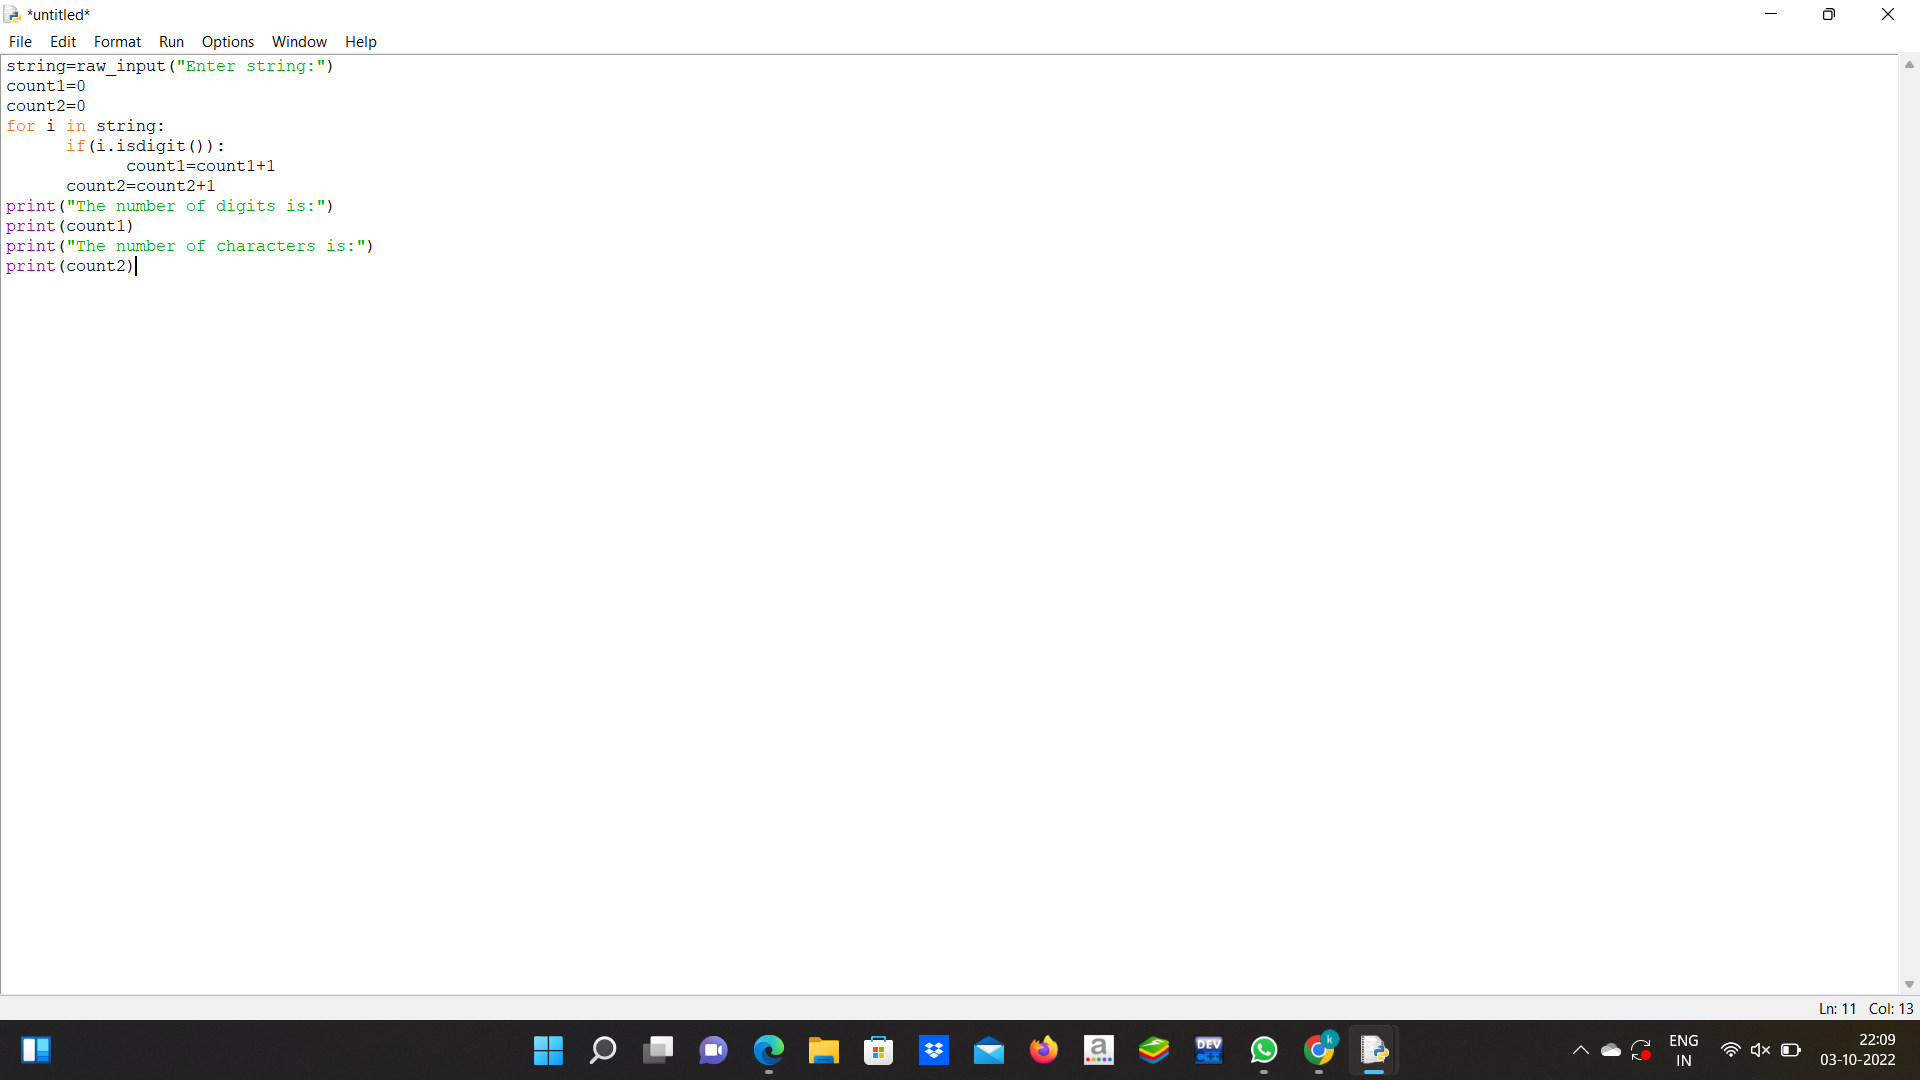 *untitled*
File Edit Format Run Options Window Help
string=raw_input("Enter string:")
count1=0
count2=0
for i in string:
      if(i.isdigit()):
            count1=count1+1
      count2=count2+1
print("The number of digits is:")
print(count1)
print("The number of characters is:")
print(count2)
Ln: 11 Col: 13
a DEV C++ k
ENG
IN
22:09
03-10-2022